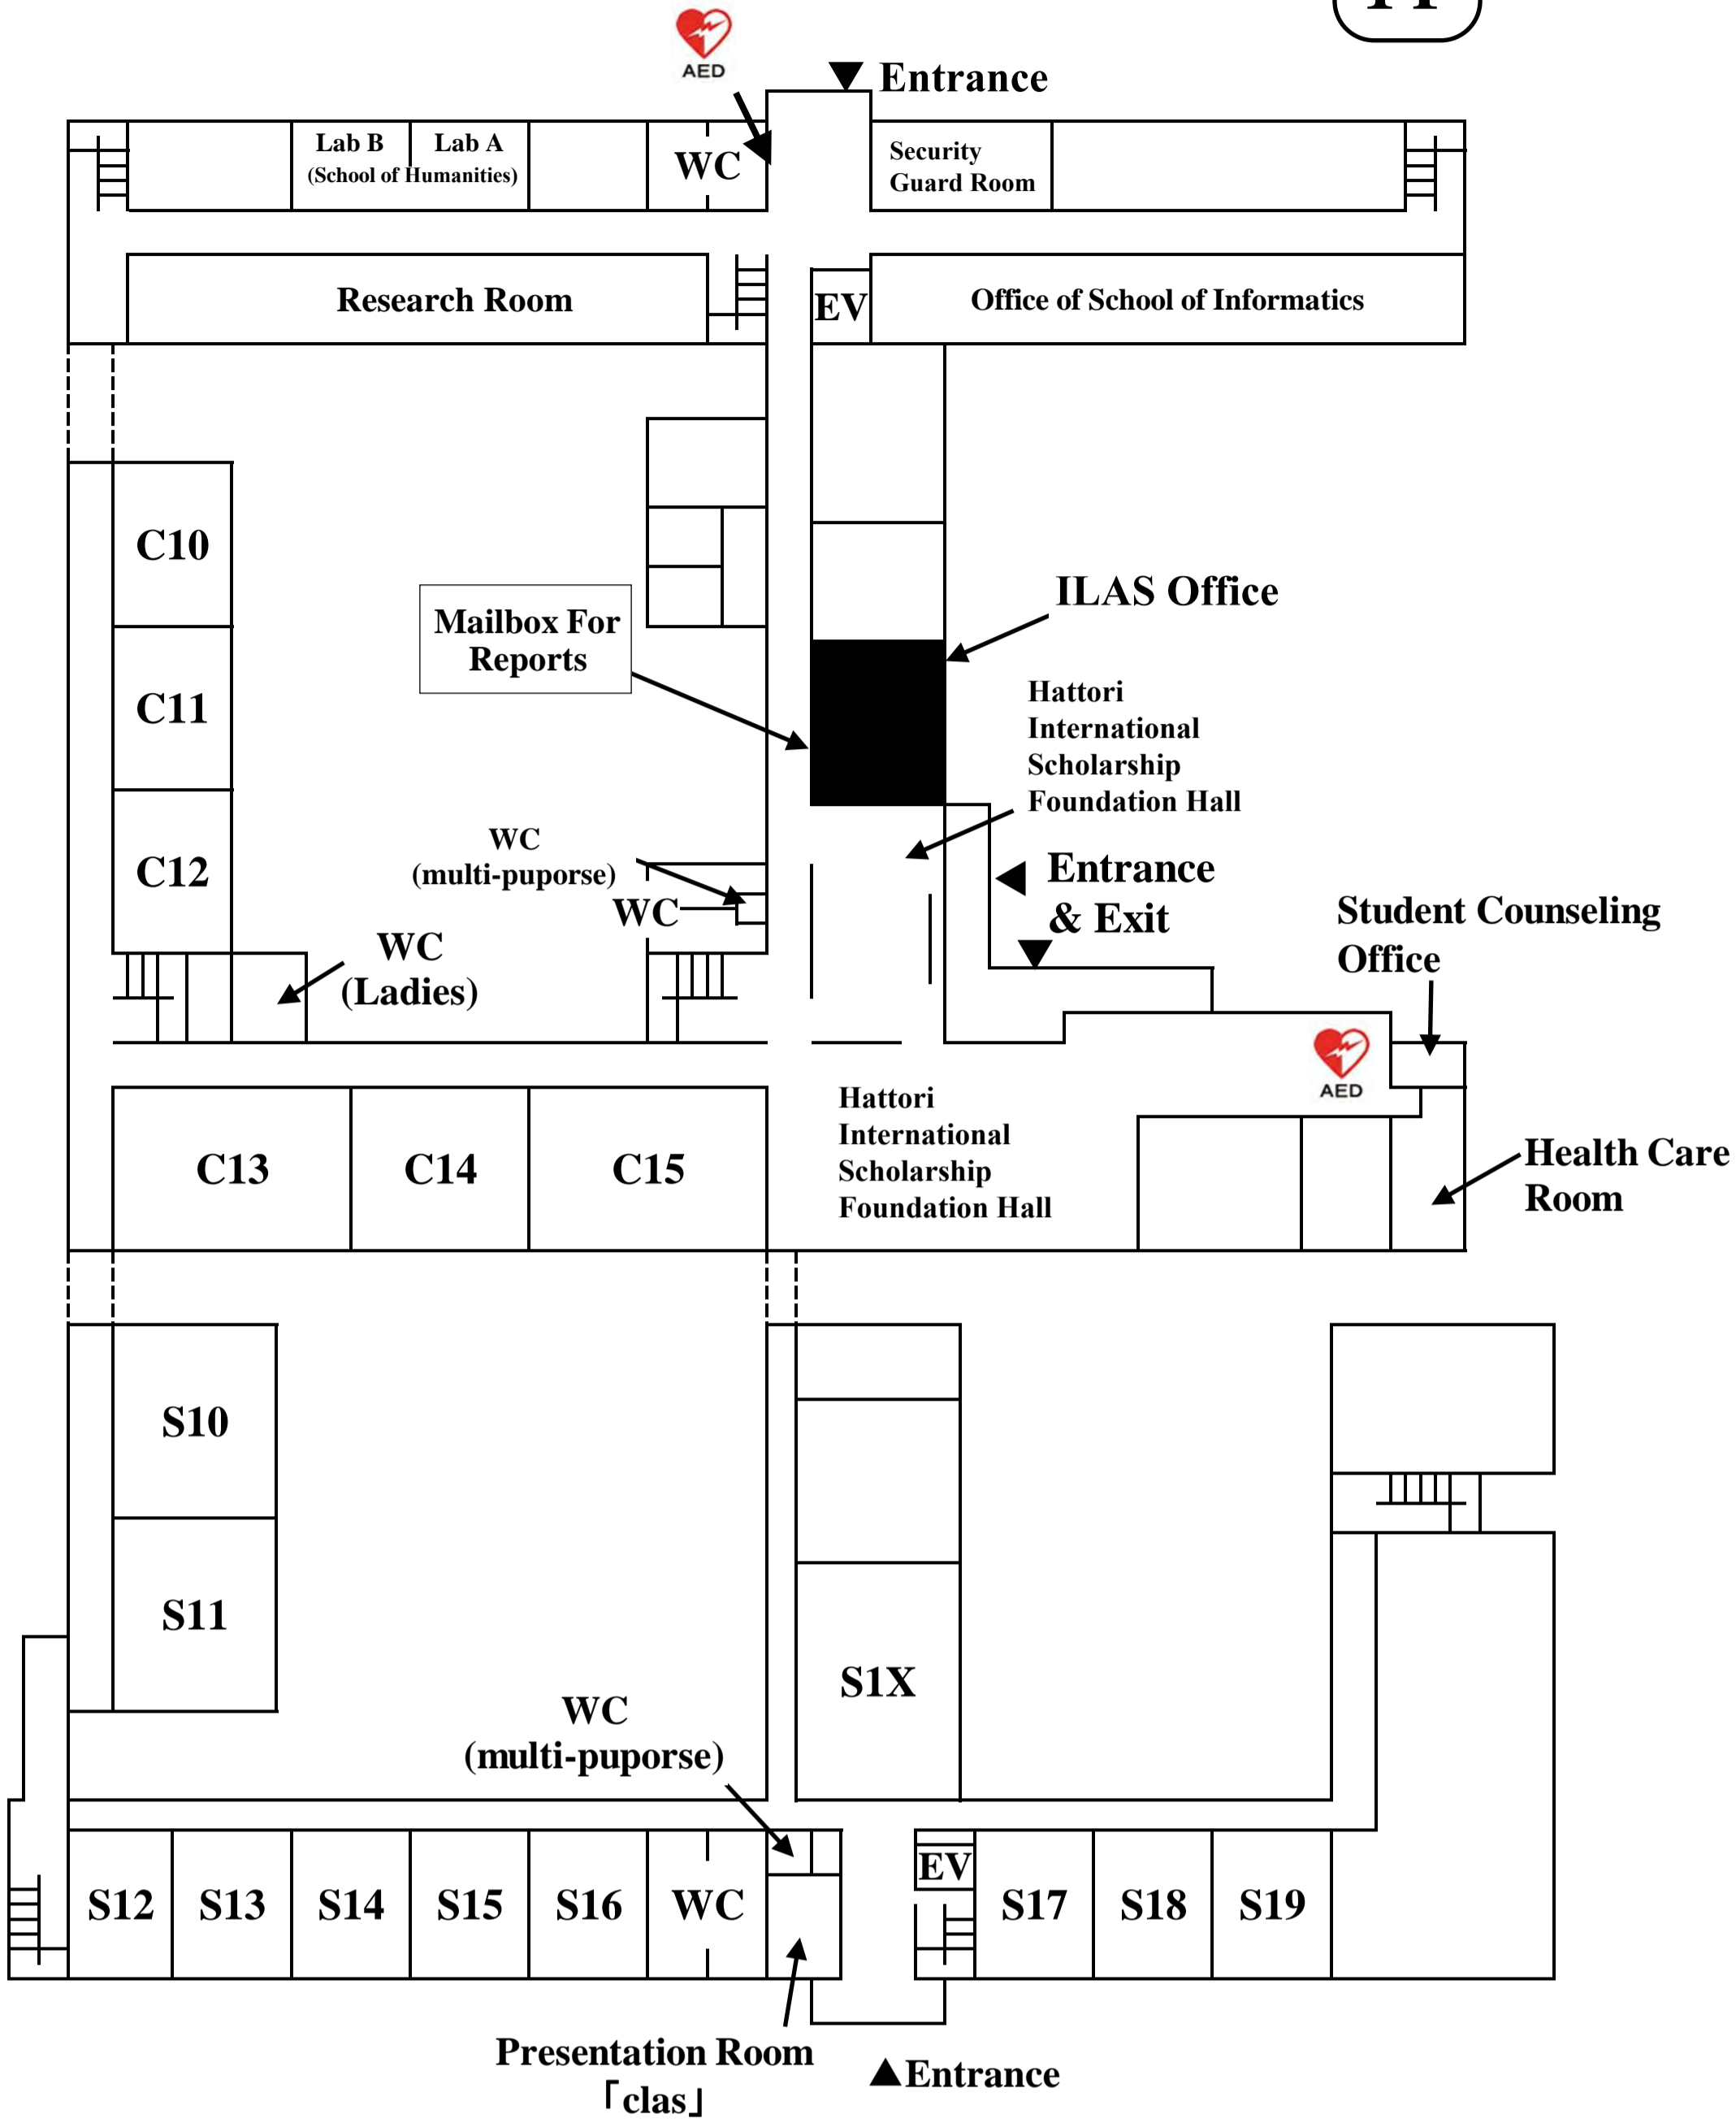 AED
Entrance
Lab B
Lab A
(School of Humanities)
WC
Security
Guard Room
Research Room
EV
Office of School of Informatics
C10
Mailbox For
Reports
ILAS Office
C11
Hattori
International
Scholarship
Foundation Hall
C12
WC
(multi-puporse)
WC
Entrance
& Exit
Student Counseling
Office
WC
(Ladies)
AED
C13
C14
C15
Hattori
International
Scholarship
Foundation Hall
Health Care
Room
S10
S11
S1X
WC
(multi-puporse)
S12
S13
S14
S15
S16
WC
EV
S17
S18
S19
Presentation Room
「clas」
Entrance